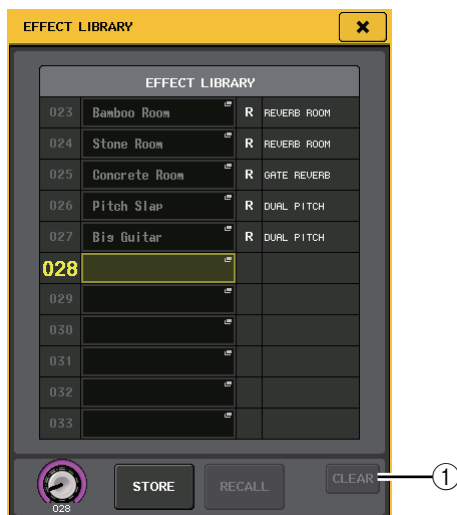 EFFECT LIBRARY
EFFECT LIBRARY
023 Bamboo Room R REVERB ROOM
024 Stone Room R REVERB ROOM
025 Concrete Room R GATE REVERB
026 Pitch Slap R DUAL PITCH
027 Big Guitar R DUAL PITCH
028
029
030
031
032
033
028 STORE RECALL CLEAR 1